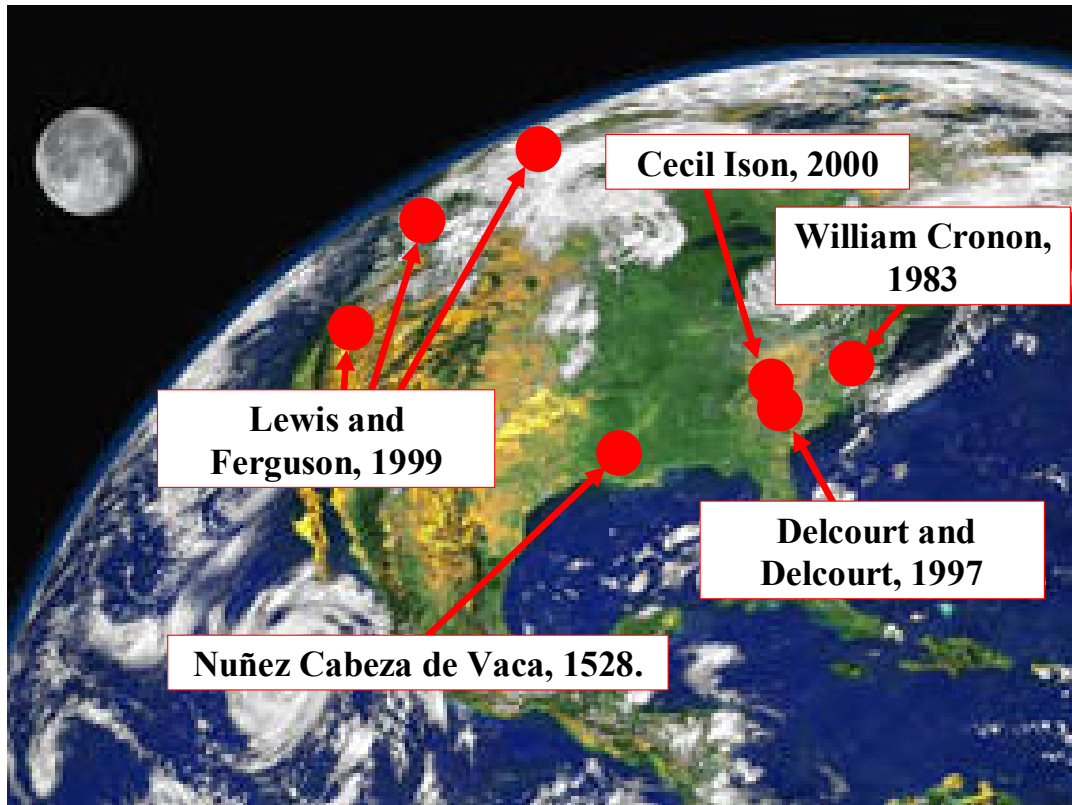 Cecil Ison, 2000
William Cronon,
1983
Lewis and
Ferguson, 1999
Delcourt and
Delcourt, 1997
Nuñez Cabeza de Vaca, 1528.